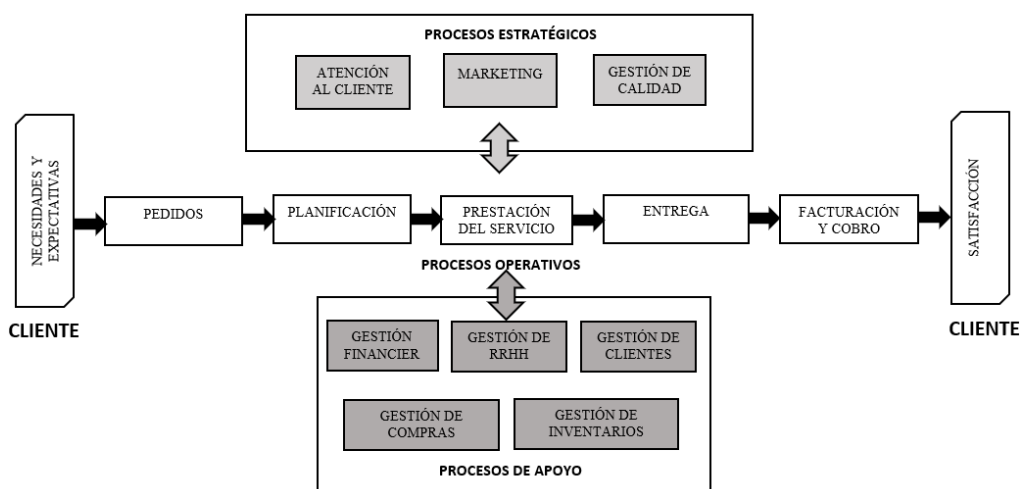 PROCESOS ESTRATÉGICOS
ATENCIÓN
AL CLIENTE
MARKETING
GESTIÓN DE
CALIDAD
NECESIDADES Y
EXPECTATIVAS
CLIENTE
PEDIDOS
PLANIFICACIÓN
PRESTACIÓN
DEL SERVICIO
ENTREGA
FACTURACIÓN
Y COBRO
SATISFACCIÓN
CLIENTE
PROCESOS OPERATIVOS
GESTIÓN
FINANCIER
GESTIÓN DE
RRHH
GESTIÓN DE
CLIENTES
GESTIÓN DE
COMPRAS
GESTIÓN DE
INVENTARIOS
PROCESOS DE APOYO